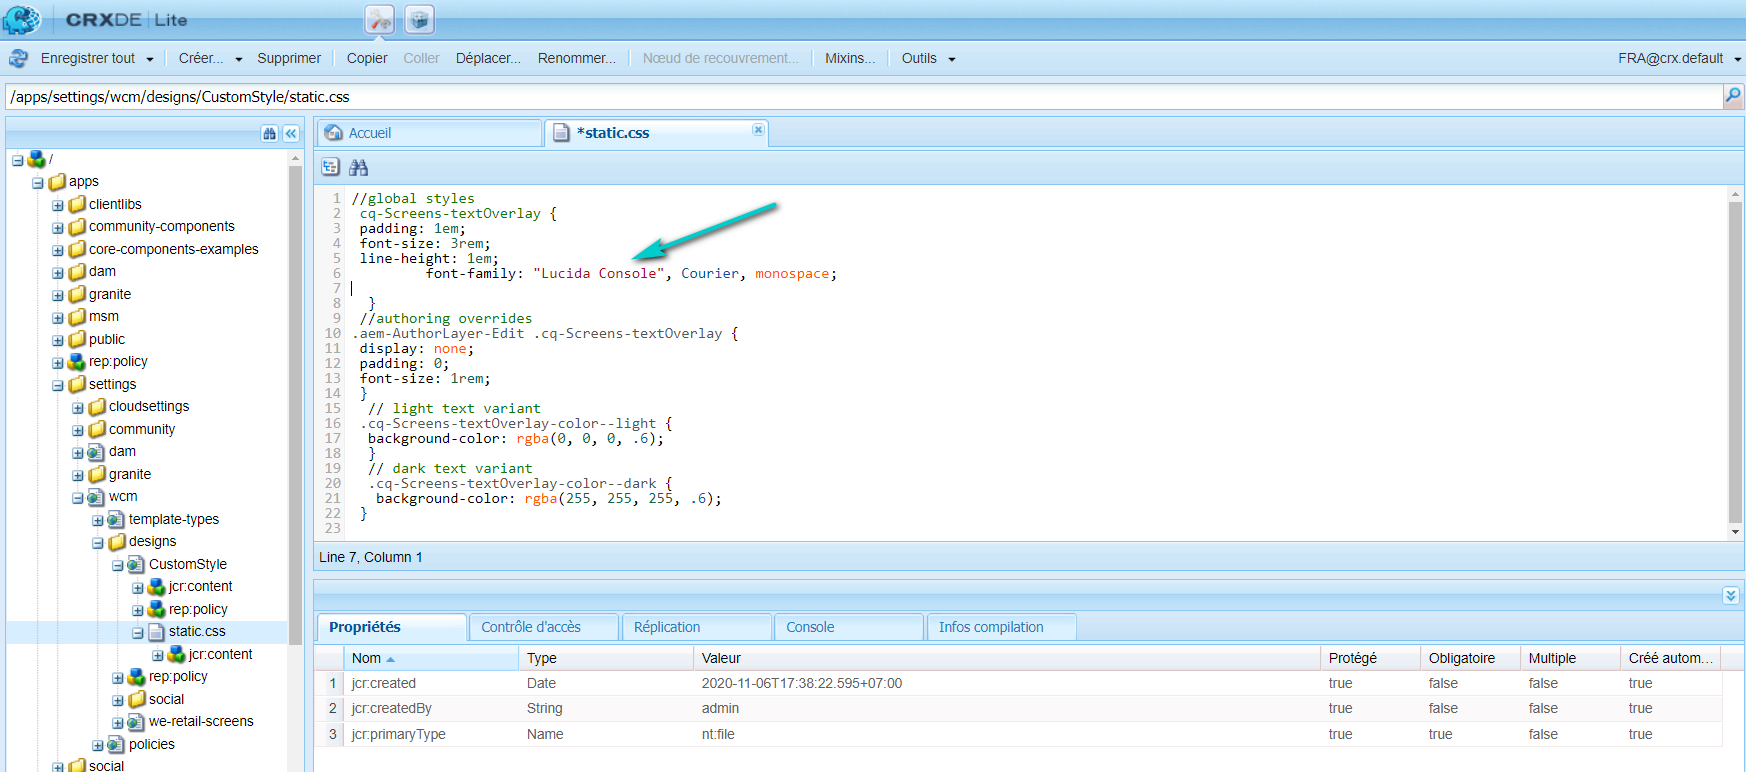 CRXDE | Lite
Enregistrer tout Créer... Supprimer Copier Coller Déplacer... Renommer... Nœud de recouvrement... Mixins... Outils FRA@crx.default
/apps/settings/wcm/designs/CustomStyle/static.css
/
apps
clientlibs
community-components
core-components-examples
dam
granite
msm
public
rep:policy
settings
cloudsettings
community
dam
granite
wcm
template-types
designs
CustomStyle
jcr:content
rep:policy
static.css
jcr:content
rep:policy
social
we-retail-screens
policies
social
Accueil *static.css
1 //global styles
2 cq-Screens-textOverlay {
3 padding: 1em;
4 font-size: 3rem;
5 line-height: 1em;
6 font-family: "Lucida Console", Courier, monospace;
7
8 }
9 //authoring overrides
10 .aem-AuthorLayer-Edit .cq-Screens-textOverlay {
11 display: none;
12 padding: 0;
13 font-size: 1rem;
14 }
15 // light text variant
16 .cq-Screens-textOverlay-color--light {
17 background-color: rgba(0, 0, 0, .6);
18 }
19 // dark text variant
20 .cq-Screens-textOverlay-color--dark {
21 background-color: rgba(255, 255, 255, .6);
22 }
23
Line 7, Column 1
Propriétés Contrôle d'accès Réplication Console Infos compilation
Nom Type Valeur Protégé Obligatoire Multiple Créé autom...
1 jcr:created Date 2020-11-06T17:38:22.595+07:00 true false false true
2 jcr:createdBy String admin true false false true
3 jcr:primaryType Name nt:file true true false true